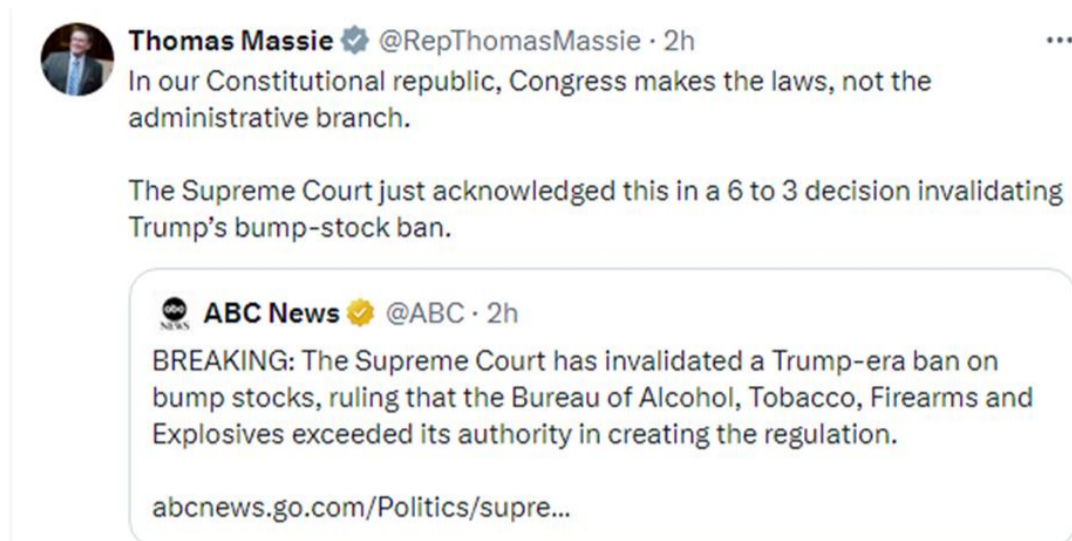 Thomas Massie @RepThomasMassie · 2h
In our Constitutional republic, Congress makes the laws, not the
administrative branch.
The Supreme Court just acknowledged this in a 6 to 3 decision invalidating
Trump’s bump-stock ban.
abc NEWS ABC News @ABC · 2h
BREAKING: The Supreme Court has invalidated a Trump-era ban on
bump stocks, ruling that the Bureau of Alcohol, Tobacco, Firearms and
Explosives exceeded its authority in creating the regulation.
abcnews.go.com/Politics/supre...